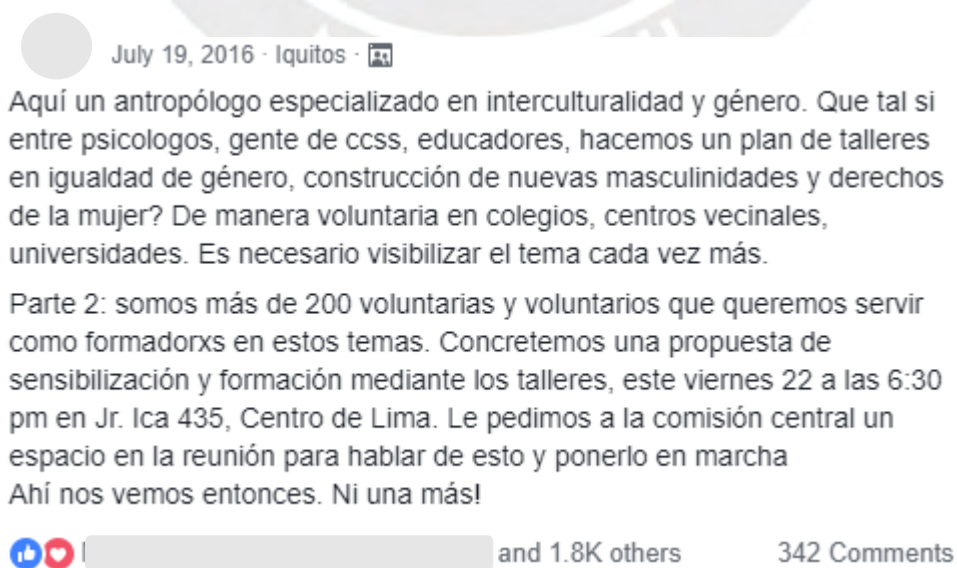 July 19, 2016 · Iquitos ·
Aquí un antropólogo especializado en interculturalidad y género. Que tal si
entre psicologos, gente de ccss, educadores, hacemos un plan de talleres
en igualdad de género, construcción de nuevas masculinidades y derechos
de la mujer? De manera voluntaria en colegios, centros vecinales,
universidades. Es necesario visibilizar el tema cada vez más.
Parte 2: somos más de 200 voluntarias y voluntarios que queremos servir
como formadorxs en estos temas. Concretemos una propuesta de
sensibilización y formación mediante los talleres, este viernes 22 a las 6:30
pm en Jr. Ica 435, Centro de Lima. Le pedimos a la comisión central un
espacio en la reunión para hablar de esto y ponerlo en marcha
Ahí nos vemos entonces. Ni una más!
and 1.8K others 342 Comments